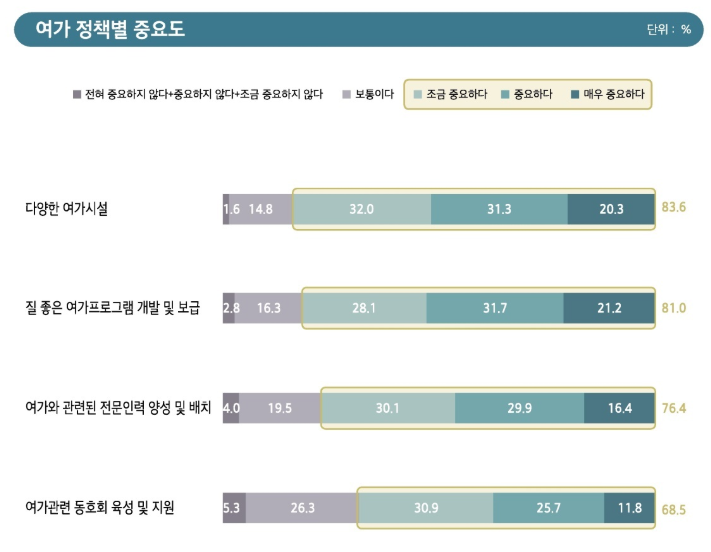 여가 정책별 중요도 단위 : %
전혀 중요하지 않다+중요하지 않다+조금 중요하지 않다 보통이다 조금 중요하다 중요하다 매우 중요하다
다양한 여가시설 1.6 14.8 32.0 31.3 20.3 83.6
질 좋은 여가프로그램 개발 및 보급 2.8 16.3 28.1 31.7 21.2 81.0
여가와 관련된 전문인력 양성 및 배치 4.0 19.5 30.1 29.9 16.4 76.4
여가관련 동호회 육성 및 지원 5.3 26.3 30.9 25.7 11.8 68.5